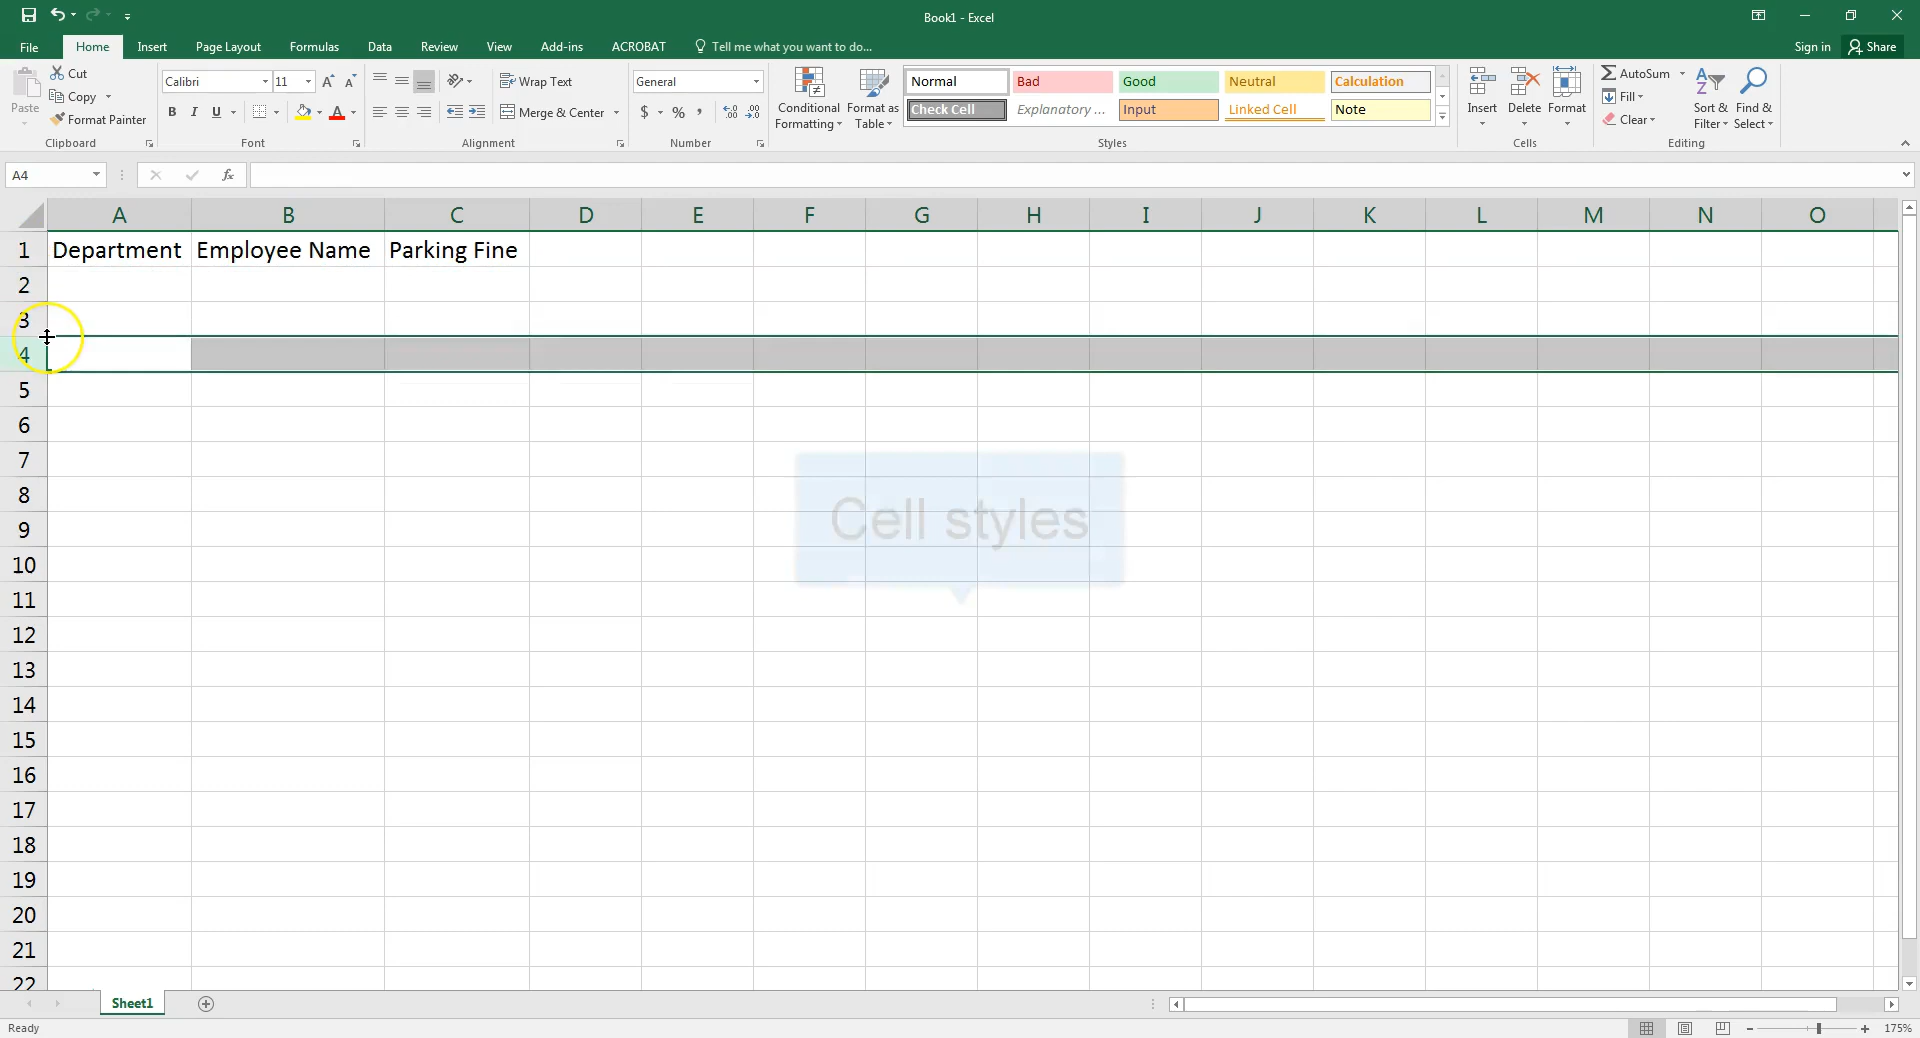 Book1 - Excel
File Home Insert Page Layout Formulas Data Review View Add-ins ACROBAT Tell me what you want to do... Sign in Share
Paste
Cut
Copy
Format Painter
Clipboard
Calibri 11
B I U
Font
Wrap Text
Merge & Center
Alignment
General
$ % ,
Number
Conditional Formatting
Format as Table
Normal Bad Good Neutral Calculation
Check Cell Explanatory ... Input Linked Cell Note
Styles
Insert Delete Format
Cells
AutoSum
Fill
Clear
Sort & Filter
Find & Select
Editing
A4 fx
A B C D E F G H I J K L M N O
1 Department Employee Name Parking Fine
2
3
4
5
6
7
8
9
Cell styles
10
11
12
13
14
15
16
17
18
19
20
21
22
Sheet1
Ready 175%